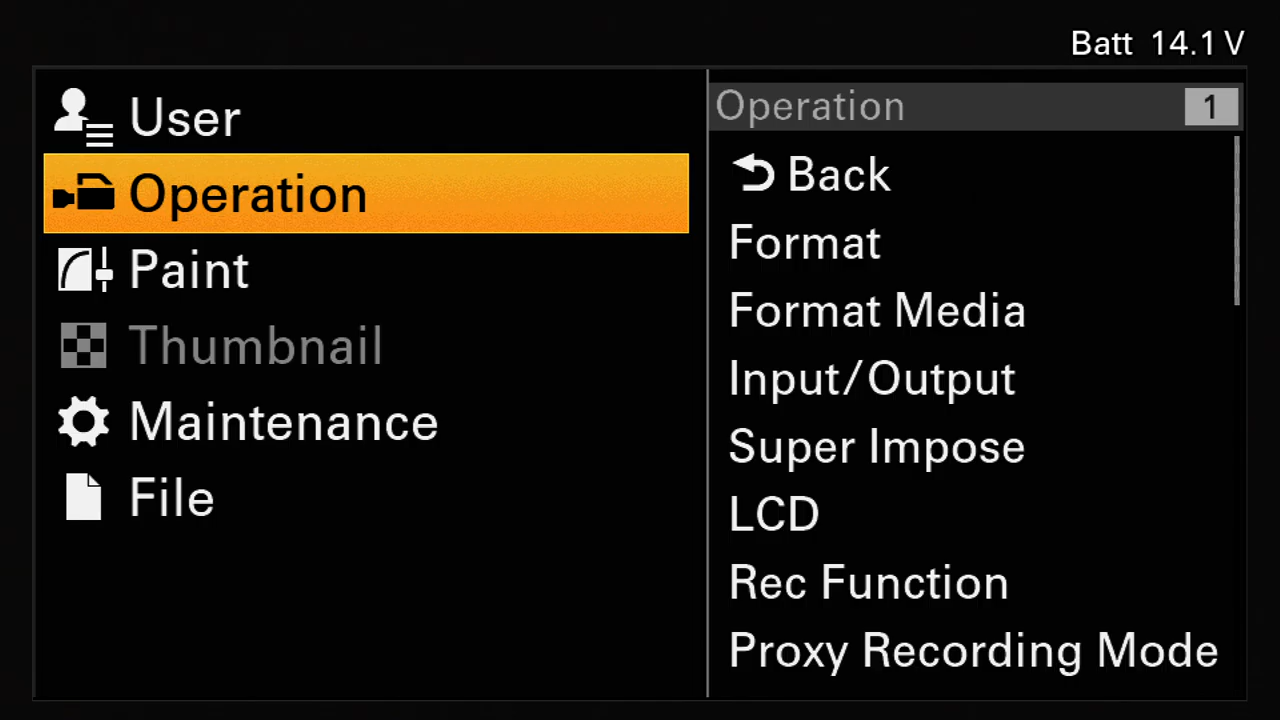 Batt 14.1 V
User
Operation
Paint
Thumbnail
Maintenance
File
Operation 1
Back
Format
Format Media
Input/Output
Super Impose
LCD
Rec Function
Proxy Recording Mode